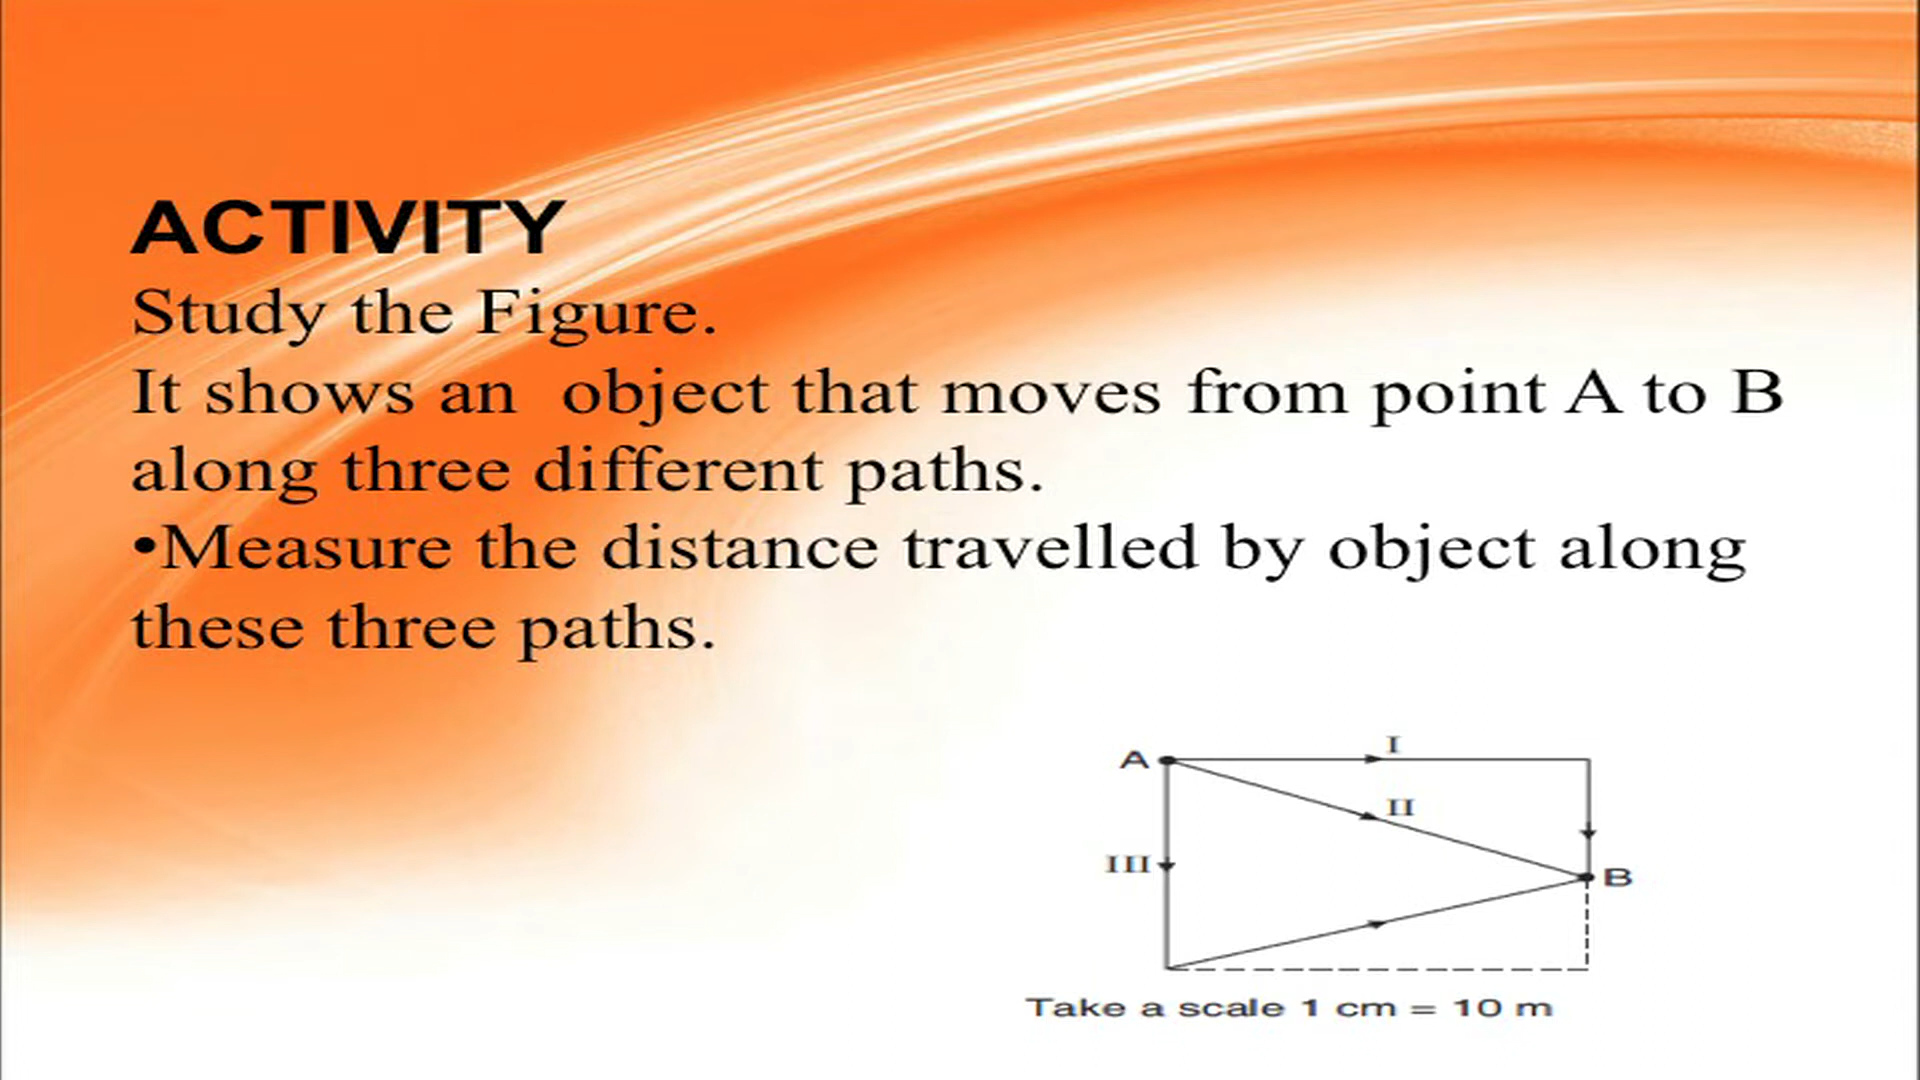 ACTIVITY
Study the Figure.
It shows an object that moves from point A to B
along three different paths.
•Measure the distance travelled by object along
these three paths.
I
A
II
III
B
Take a scale 1 cm = 10 m